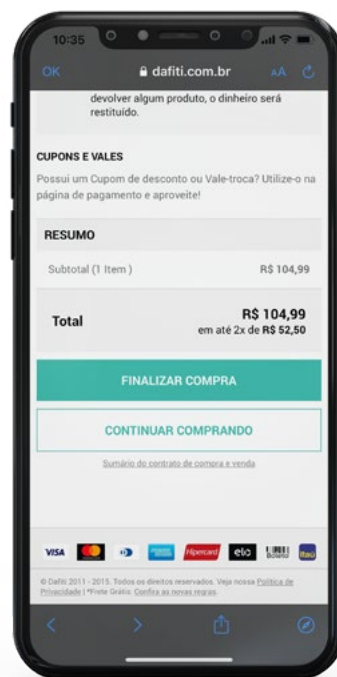 10:35
OK
dafiti.com.br
AA
devolver algum produto, o dinheiro será
restituído.
CUPONS E VALES
Possui um Cupom de desconto ou Vale-troca? Utilize-o na
página de pagamento e aproveite!
RESUMO
Subtotal (1 Item ) R$ 104,99
Total R$ 104,99
em até 2x de R$ 52,50
FINALIZAR COMPRA
CONTINUAR COMPRANDO
Sumário do contrato de compra e venda
VISA
Hipercard
elo
Boleto
Itaú
© Dafiti 2011 - 2015. Todos os direitos reservados. Veja nossa Política de
Privacidade | *Frete Grátis. Confira as novas regras.